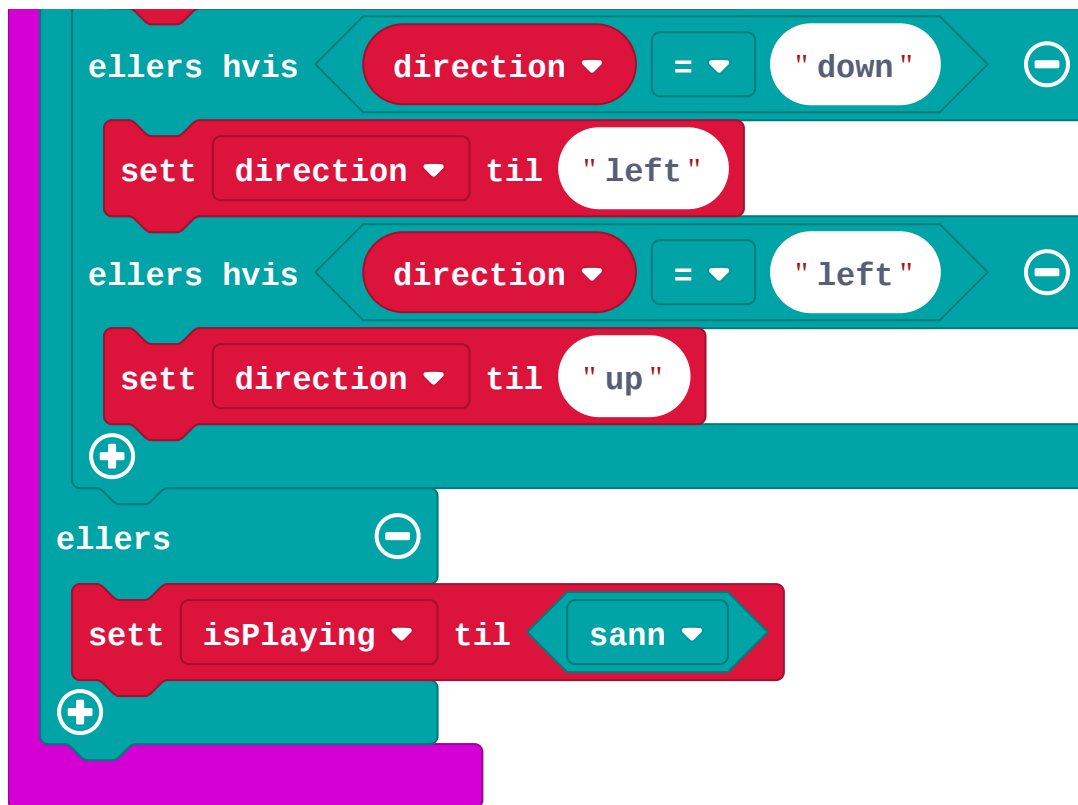 ellers hvis direction = "down"
sett direction til "left"
ellers hvis direction = "left"
sett direction til "up"
ellers
sett isPlaying til sann